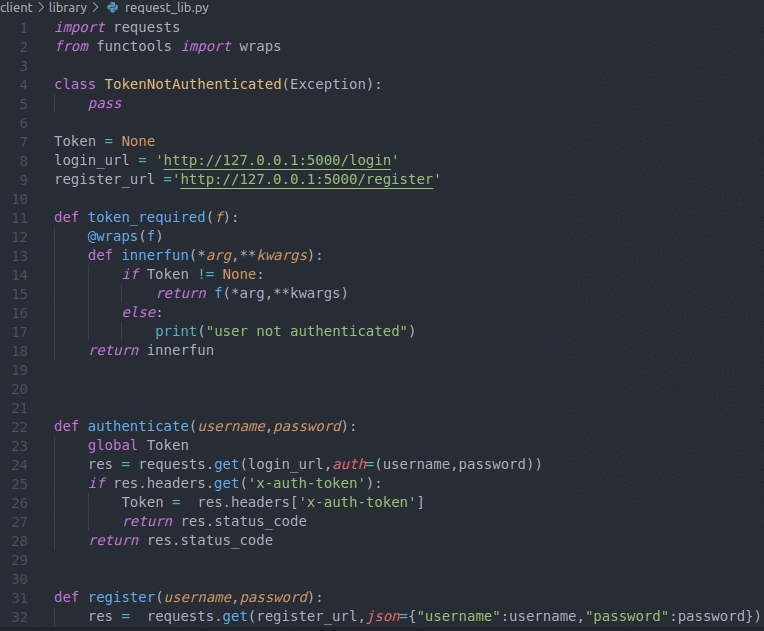 client > library > request_lib.py
1 import requests
2 from functools import wraps
3
4 class TokenNotAuthenticated(Exception):
5     pass
6
7 Token = None
8 login_url = 'http://127.0.0.1:5000/login'
9 register_url ='http://127.0.0.1:5000/register'
10
11 def token_required(f):
12     @wraps(f)
13     def innerfun(*arg,**kwargs):
14         if Token != None:
15             return f(*arg,**kwargs)
16         else:
17             print("user not authenticated")
18     return innerfun
19
20
21
22 def authenticate(username,password):
23     global Token
24     res = requests.get(login_url,auth=(username,password))
25     if res.headers.get('x-auth-token'):
26         Token =  res.headers['x-auth-token']
27         return res.status_code
28     return res.status_code
29
30
31 def register(username,password):
32     res =  requests.get(register_url,json={"username":username,"password":password})